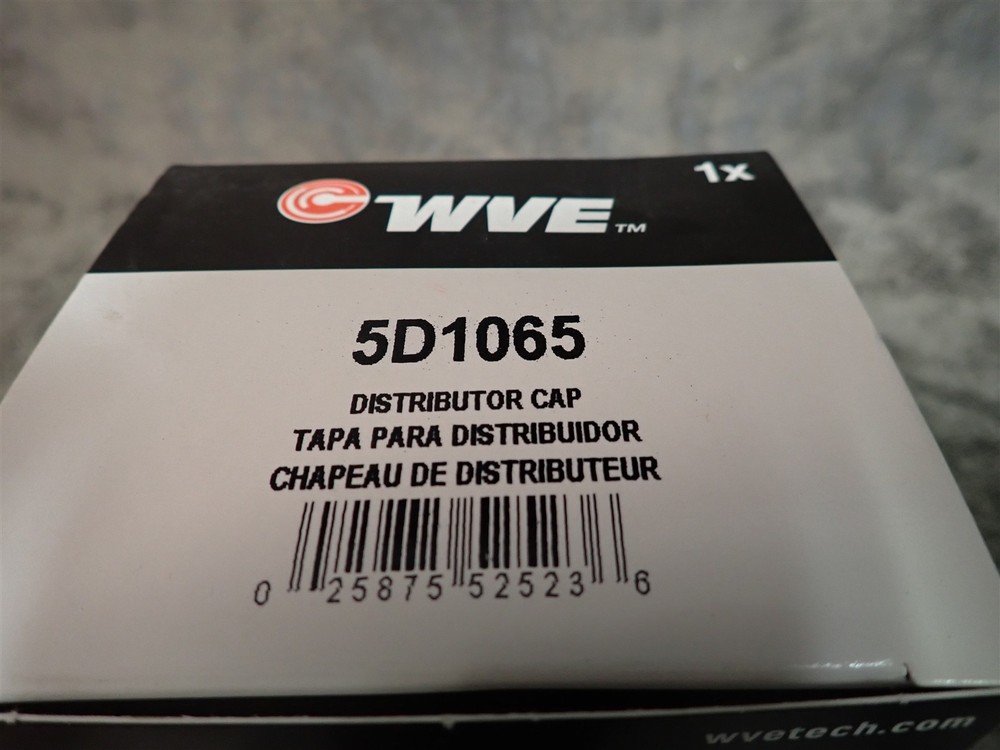 WVE™
1x
5D1065
DISTRIBUTOR CAP
TAPA PARA DISTRIBUIDOR
CHAPEAU DE DISTRIBUTEUR
0 25875 52523 6
wvetech.com